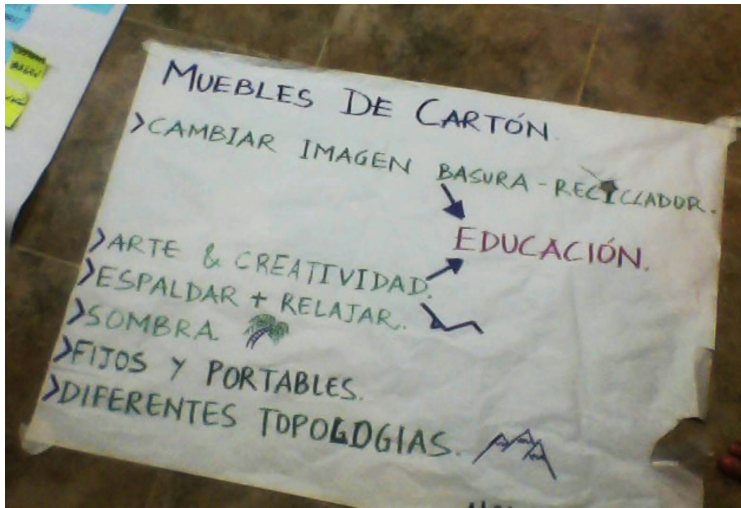 MUEBLES DE CARTÓN.
>CAMBIAR IMAGEN BASURA - RECICLADOR.
EDUCACIÓN.
>ARTE & CREATIVIDAD.
>ESPALDAR + RELAJAR.
>SOMBRA.
>FIJOS Y PORTABLES.
>DIFERENTES TOPOLOGIAS.